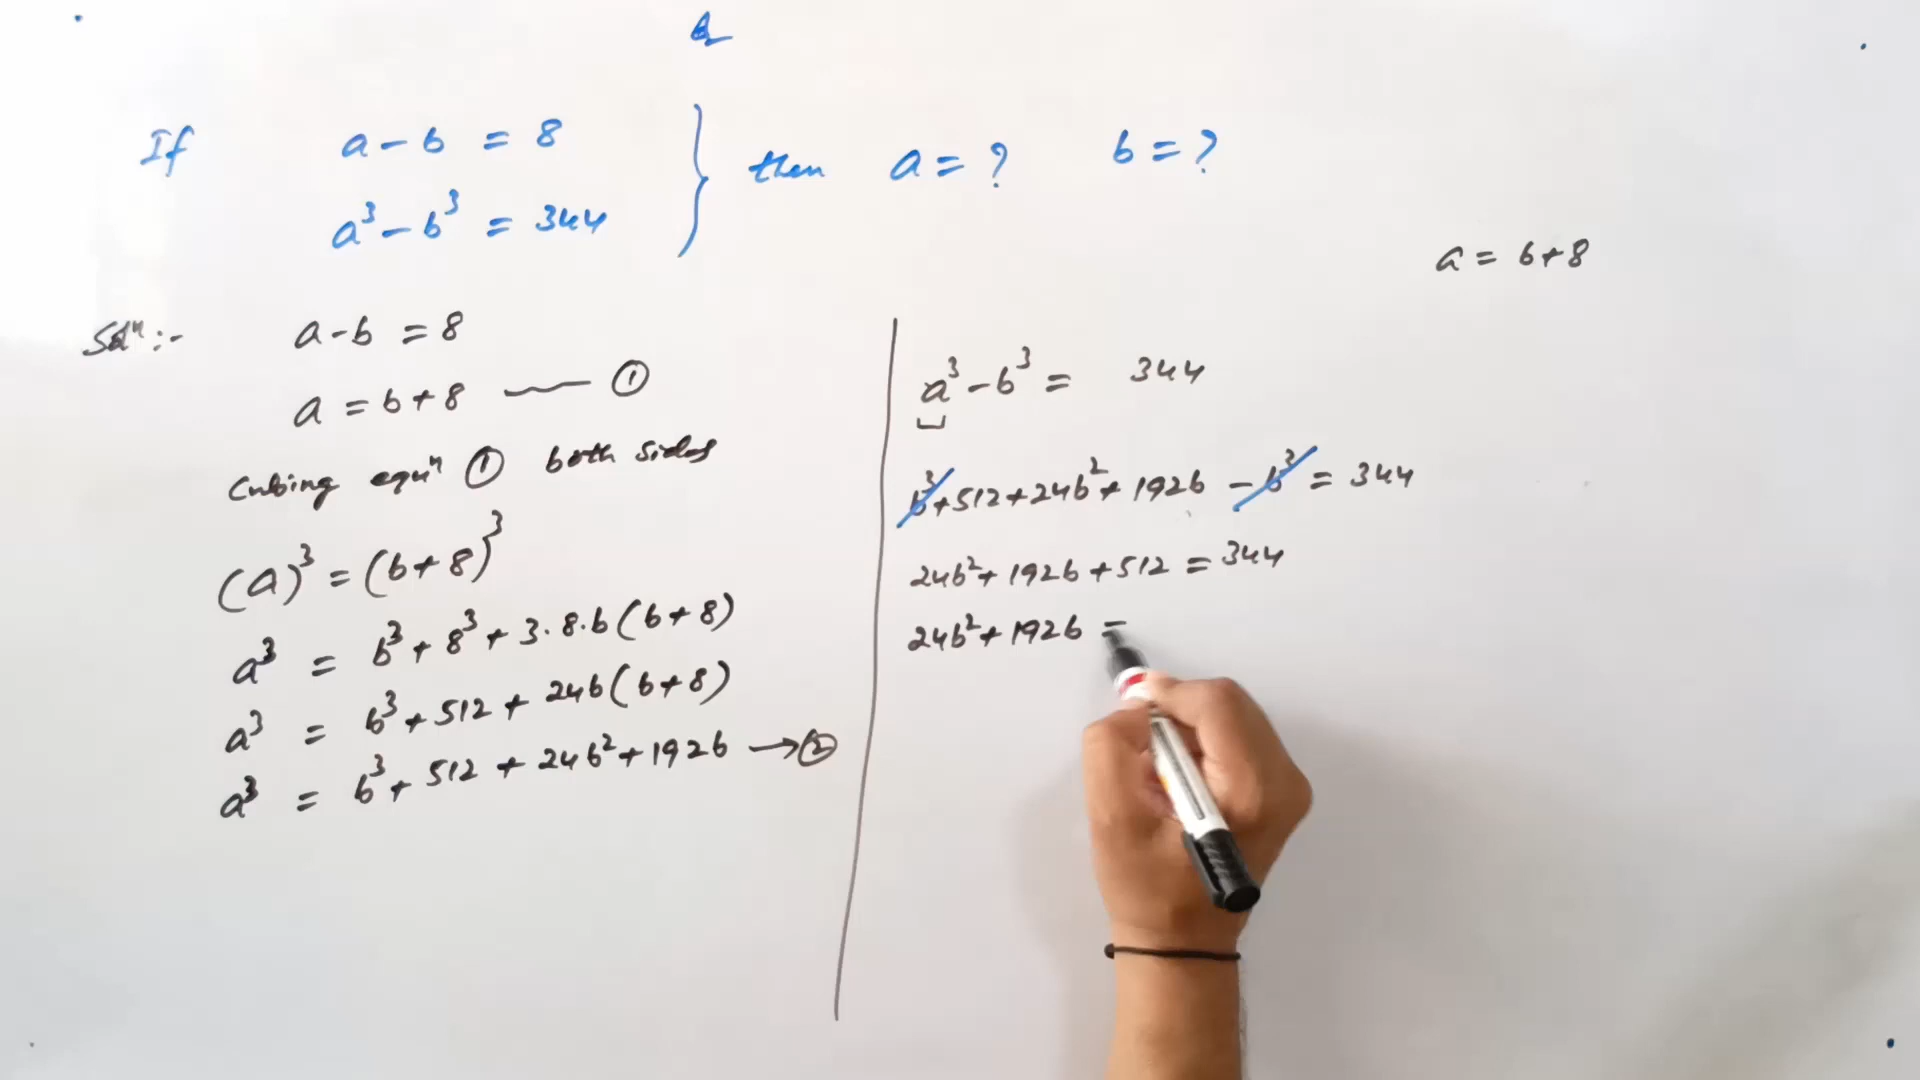 If a - b = 8
a³ - b³ = 344 } then a = ? b = ?
a = b + 8
Solⁿ :- a - b = 8
a = b + 8 —— ①
Cubing equⁿ ① both sides
(a)³ = (b + 8)³
a³ = b³ + 8³ + 3·8·b (b + 8)
a³ = b³ + 512 + 24b (b + 8)
a³ = b³ + 512 + 24b² + 192b → ②
a³ - b³ = 344
b³ + 512 + 24b² + 192b - b³ = 344
24b² + 192b + 512 = 344
24b² + 192b =